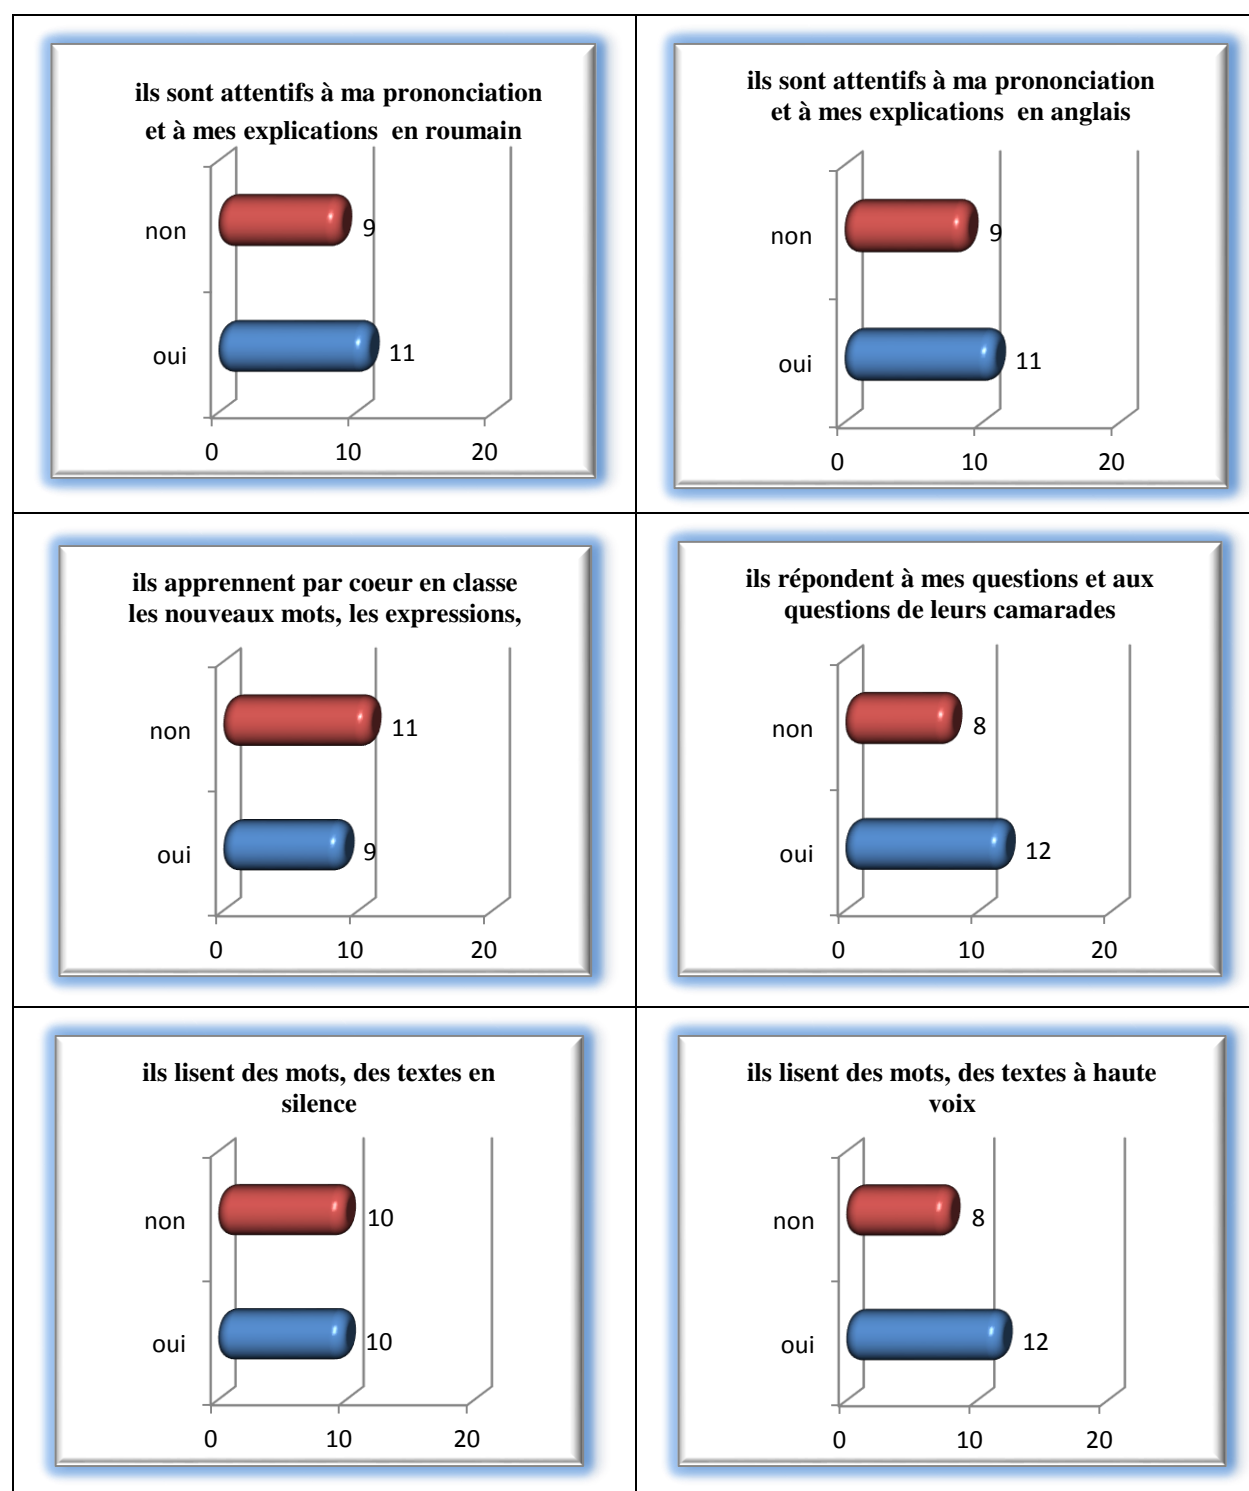 ils sont attentifs à ma prononciation
et à mes explications en roumain
non
9
oui
11
0 10 20
ils sont attentifs à ma prononciation
et à mes explications en anglais
non
9
oui
11
0 10 20
ils apprennent par coeur en classe
les nouveaux mots, les expressions,
non
11
oui
9
0 10 20
ils répondent à mes questions et aux
questions de leurs camarades
non
8
oui
12
0 10 20
ils lisent des mots, des textes en
silence
non
10
oui
10
0 10 20
ils lisent des mots, des textes à haute
voix
non
8
oui
12
0 10 20